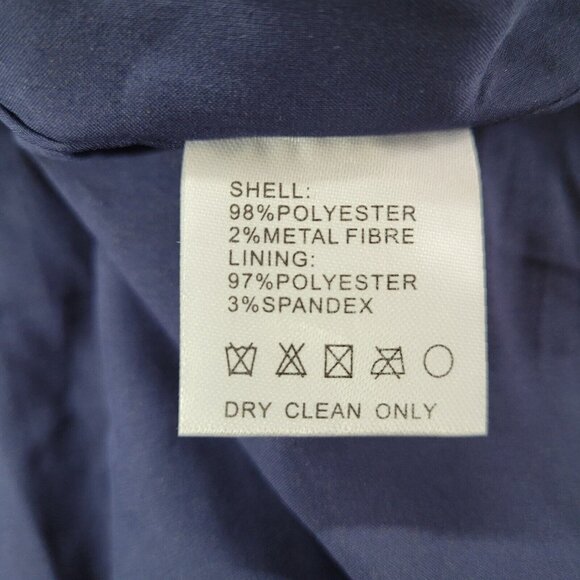 SHELL:
98%POLYESTER
2%METAL FIBRE
LINING:
97%POLYESTER
3%SPANDEX
DRY CLEAN ONLY